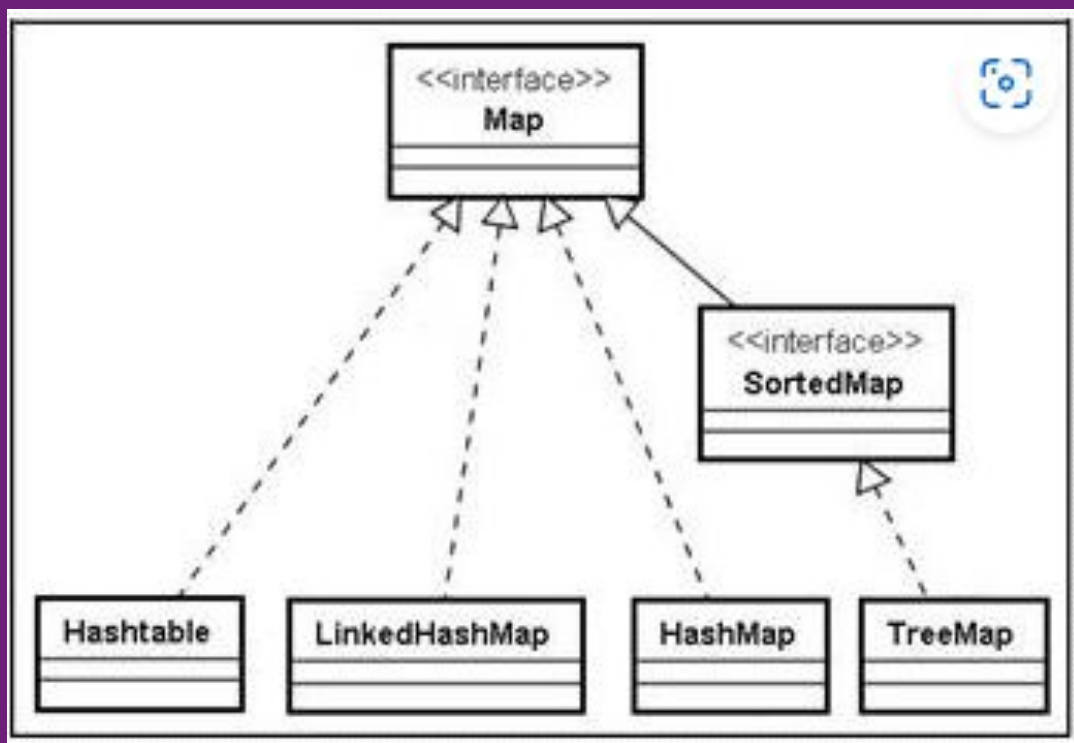 <<interface>>
Map
<<interface>>
SortedMap
Hashtable
LinkedHashMap
HashMap
TreeMap